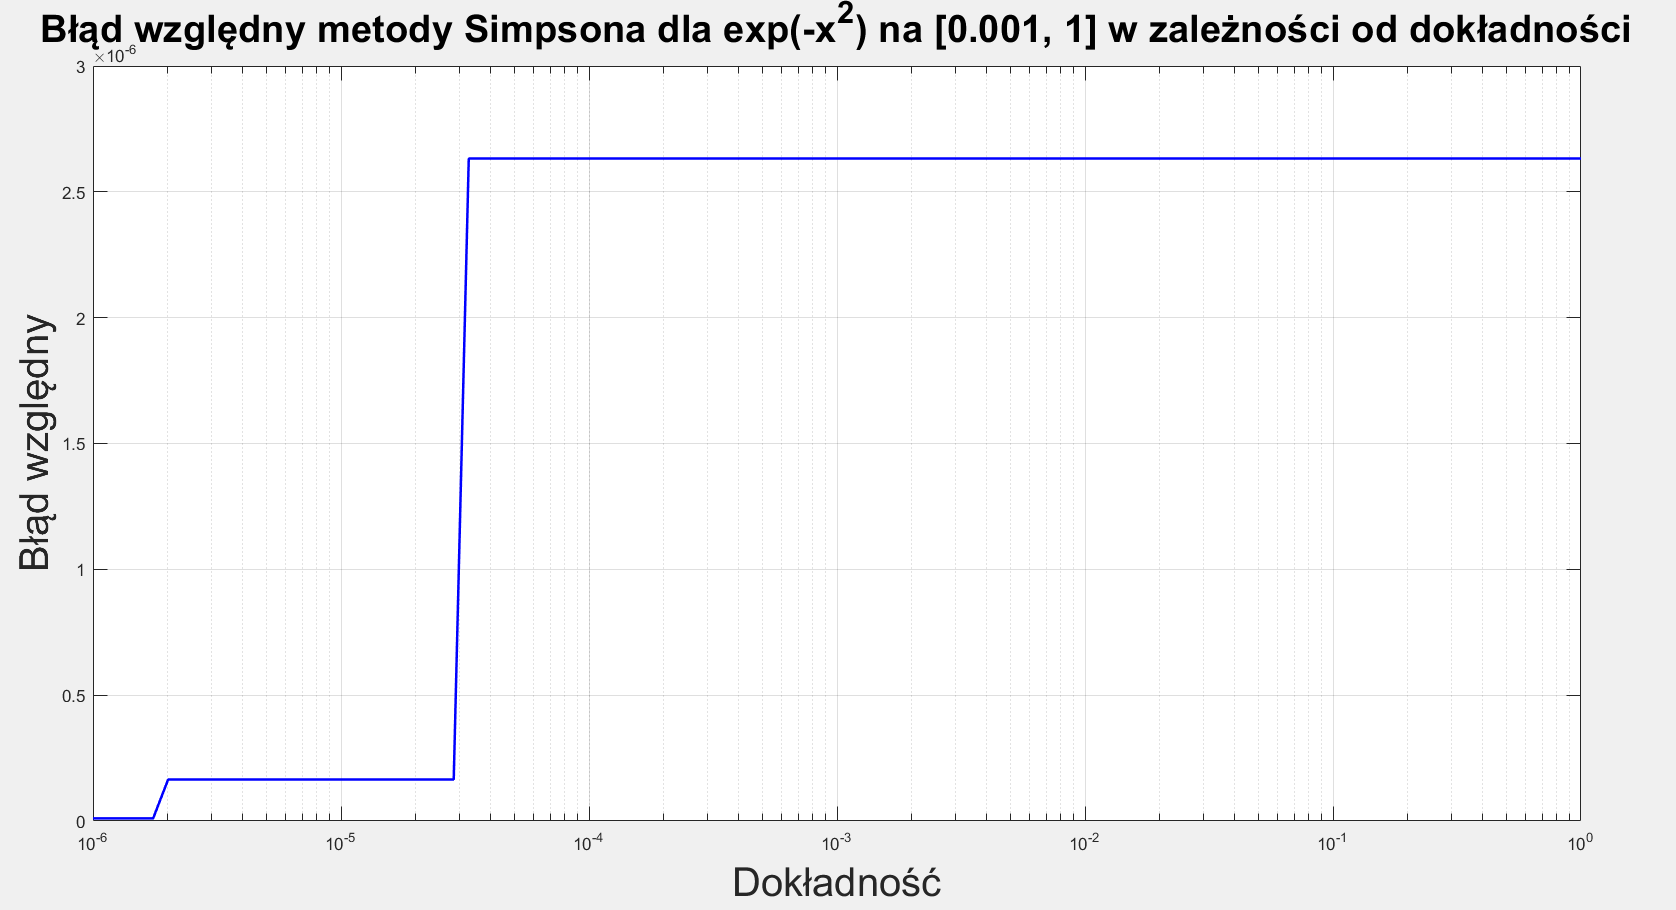 Błąd względny metody Simpsona dla exp(-x²) na [0.001, 1] w zależności od dokładności
×10⁻⁶
3
2.5
2
1.5
1
0.5
0
Błąd względny
10⁻⁶ 10⁻⁵ 10⁻⁴ 10⁻³ 10⁻² 10⁻¹ 10⁰
Dokładność